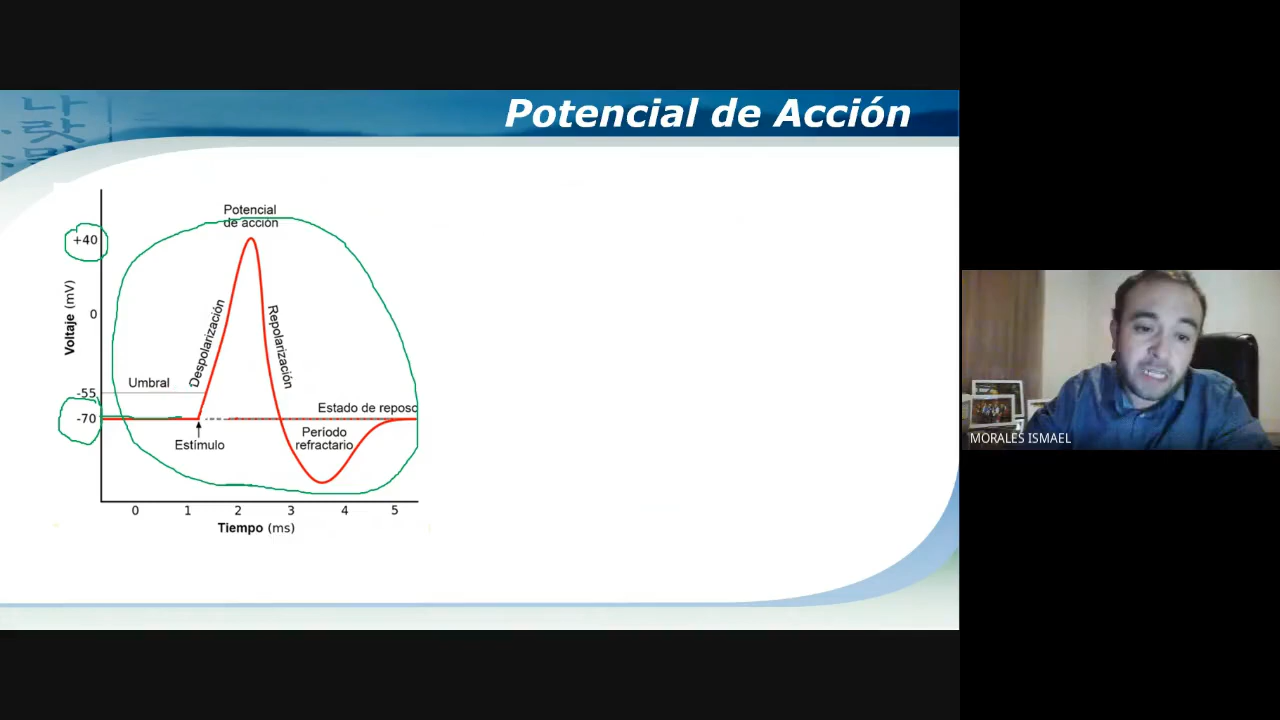 Potencial de Acción
Potencial
de acción
+40
Voltaje (mV)
0
Despolarización
Repolarización
Umbral
-55
-70
Estado de reposo
Estímulo
Período
refractario
0 1 2 3 4 5
Tiempo (ms)
MORALES ISMAEL